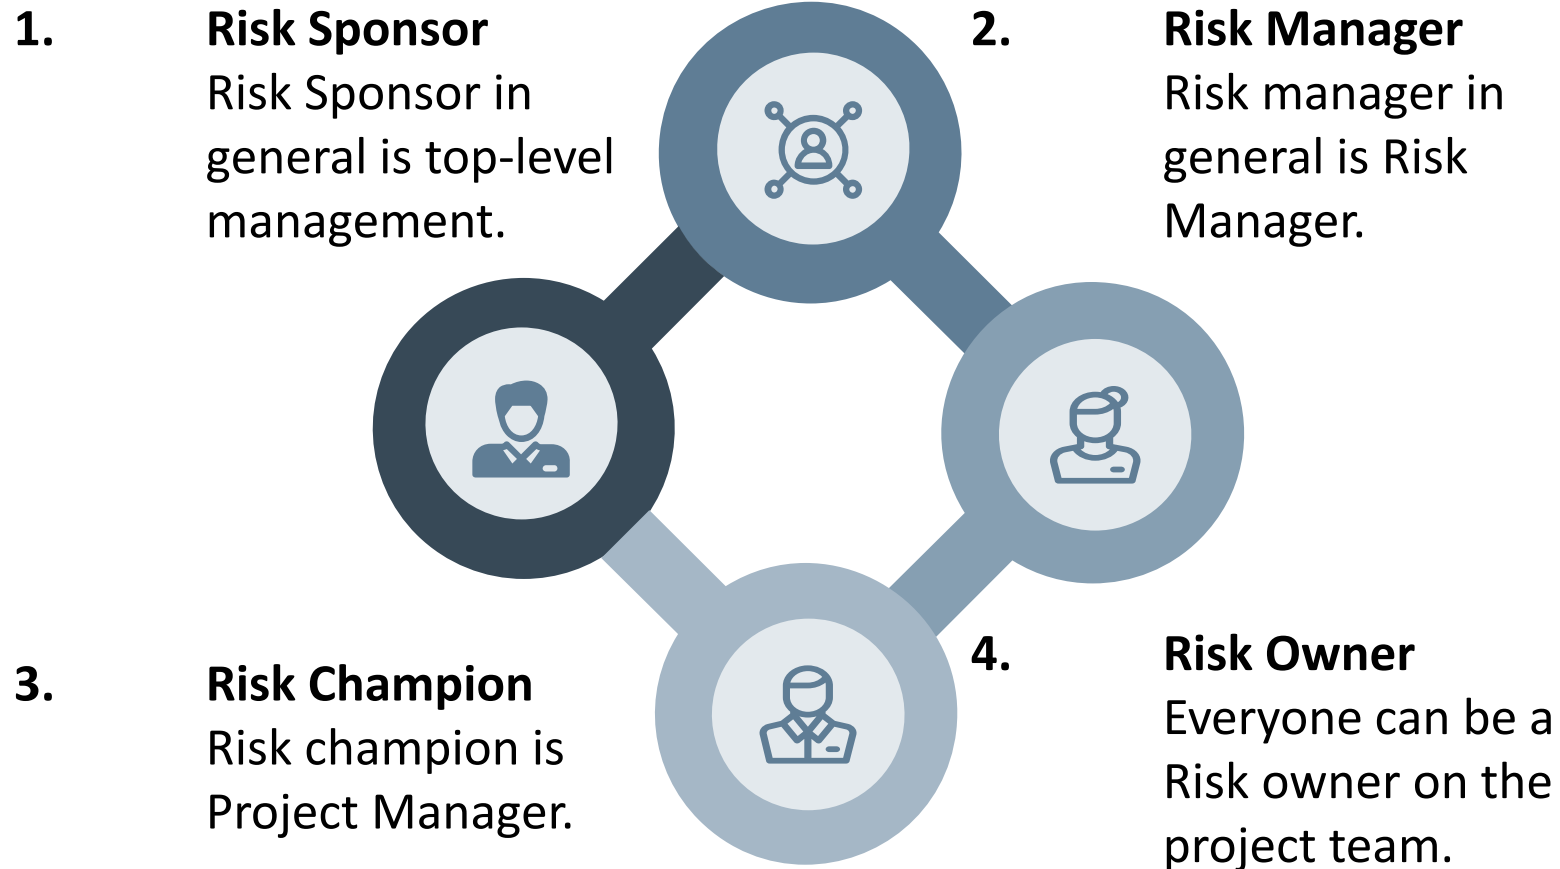 1. Risk Sponsor
Risk Sponsor in
general is top-level
management.
2. Risk Manager
Risk manager in
general is Risk
Manager.
3. Risk Champion
Risk champion is
Project Manager.
4. Risk Owner
Everyone can be a
Risk owner on the
project team.